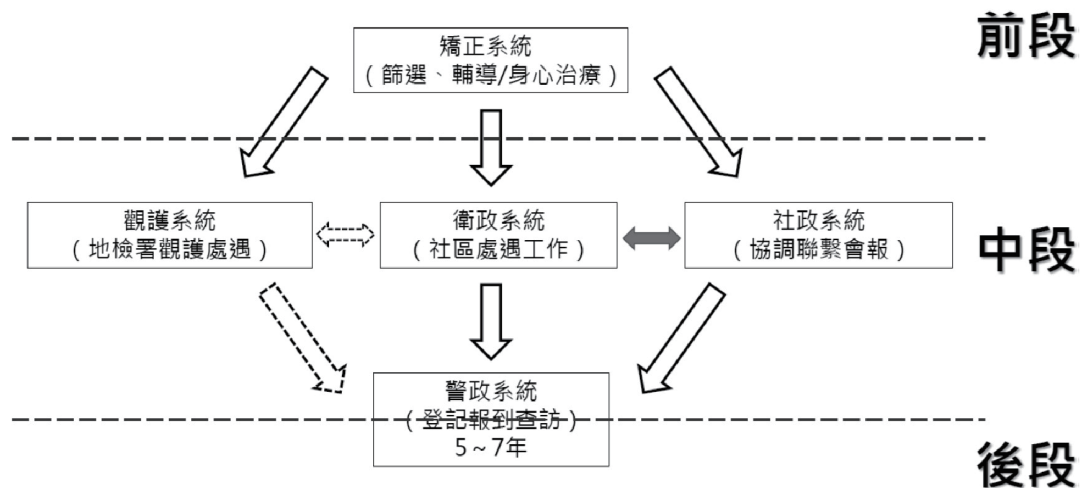 前段
矯正系統
（篩選、輔導/身心治療）
觀護系統
（地檢署觀護處遇）
衛政系統
（社區處遇工作）
社政系統
（協調聯繫會報）
中段
警政系統
（登記報到查訪）
5～7年
後段